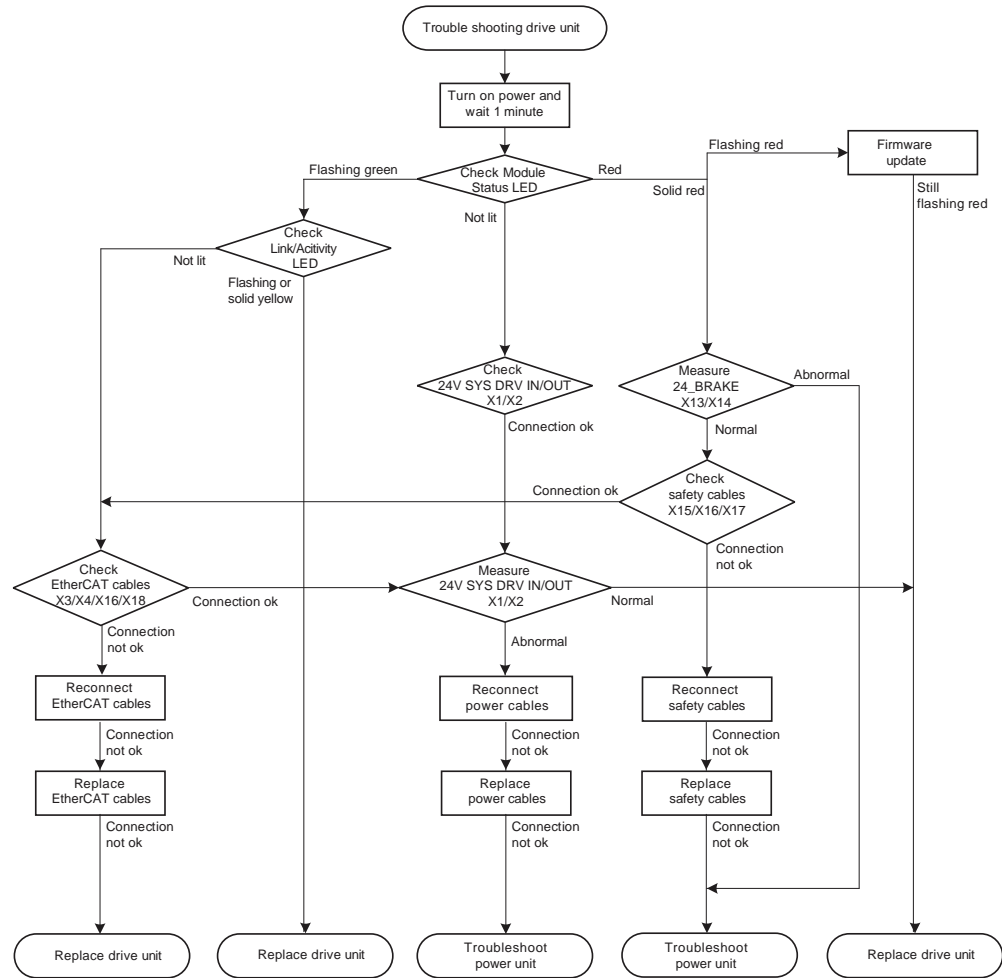 Trouble shooting drive unit
Turn on power and
wait 1 minute
Flashing red
Firmware
update
Flashing green
Check Module
Status LED
Red
Solid red
Still
flashing red
Not lit
Check
Link/Acitivity
LED
Not lit
Flashing or
solid yellow
Check
24V SYS DRV IN/OUT
X1/X2
Measure
24_BRAKE
X13/X14
Abnormal
Connection ok
Normal
Check
safety cables
X15/X16/X17
Connection ok
Connection
not ok
Check
EtherCAT cables
X3/X4/X16/X18
Connection ok
Measure
24V SYS DRV IN/OUT
X1/X2
Normal
Connection
not ok
Abnormal
Reconnect
EtherCAT cables
Reconnect
power cables
Reconnect
safety cables
Connection
not ok
Connection
not ok
Connection
not ok
Replace
EtherCAT cables
Replace
power cables
Replace
safety cables
Connection
not ok
Connection
not ok
Connection
not ok
Replace drive unit
Replace drive unit
Troubleshoot
power unit
Troubleshoot
power unit
Replace drive unit